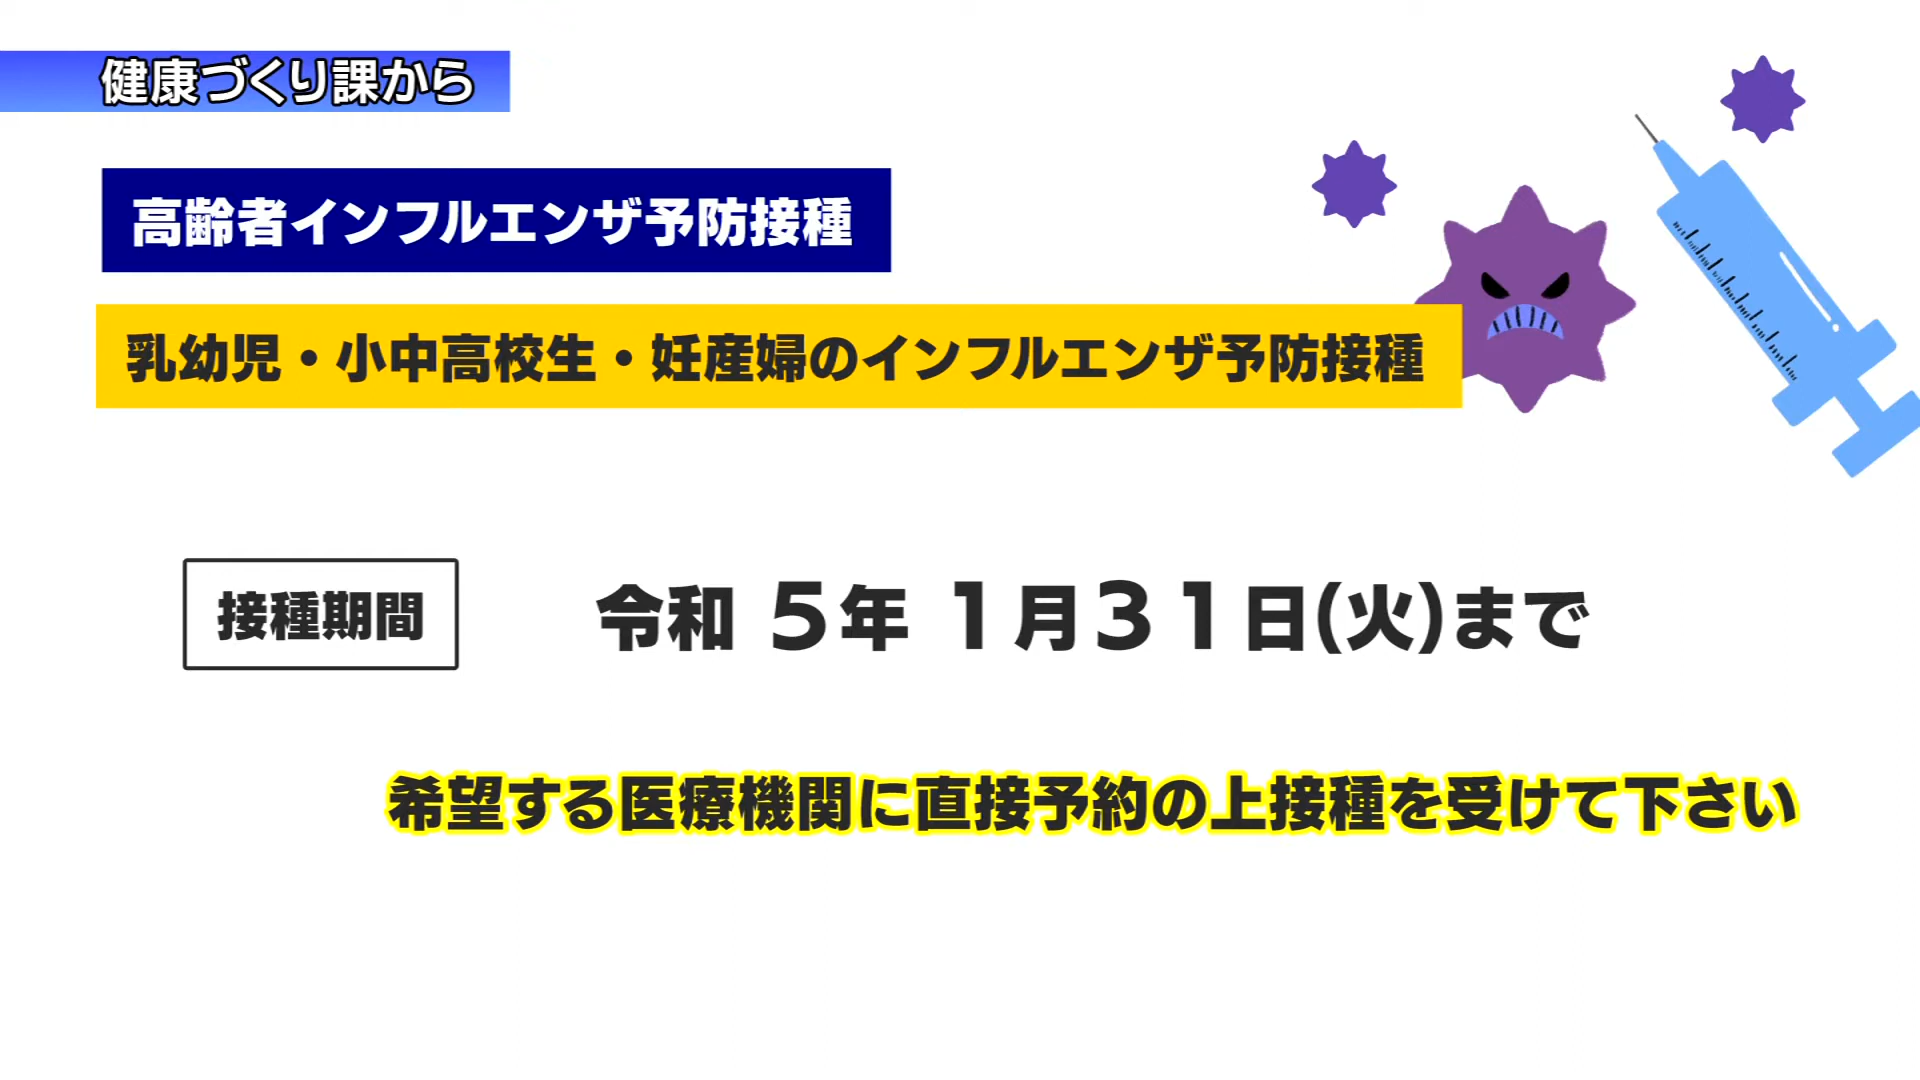 健康づくり課から
高齢者インフルエンザ予防接種
乳幼児・小中高校生・妊産婦のインフルエンザ予防接種
接種期間
令和 ５年 １月３１日(火)まで
希望する医療機関に直接予約の上接種を受けて下さい